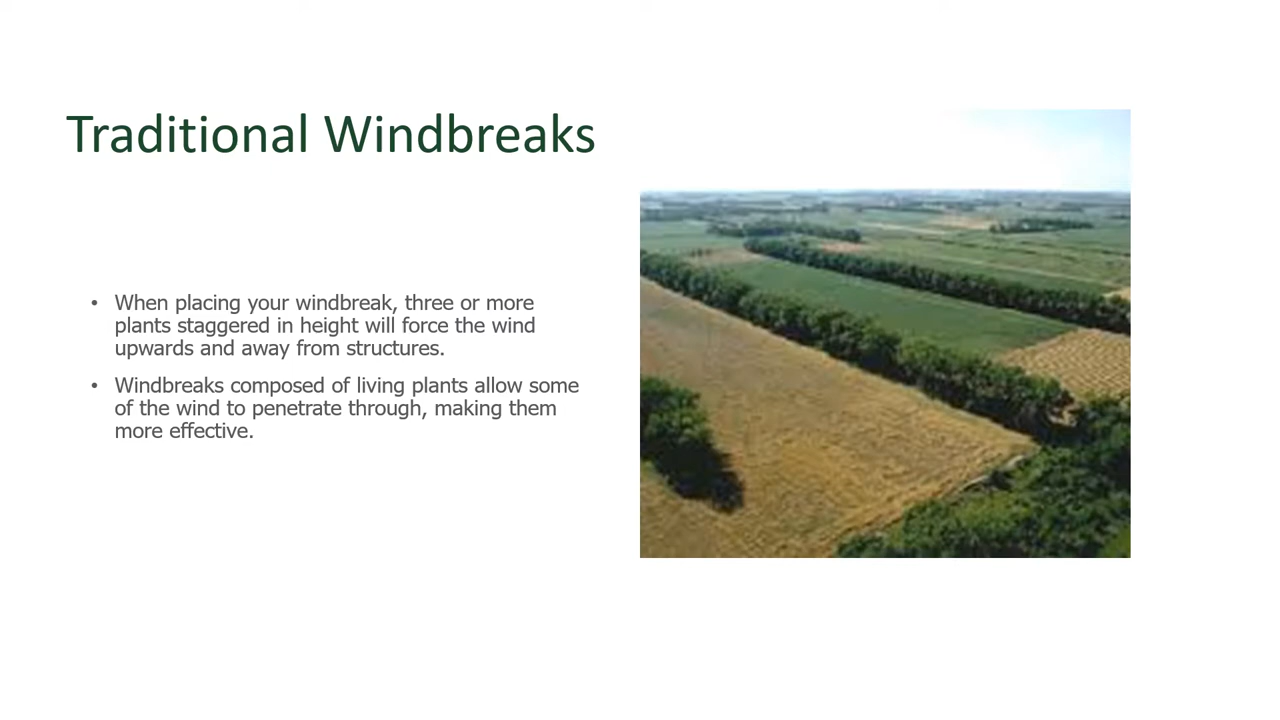 Traditional Windbreaks
• When placing your windbreak, three or more
plants staggered in height will force the wind
upwards and away from structures.
• Windbreaks composed of living plants allow some
of the wind to penetrate through, making them
more effective.